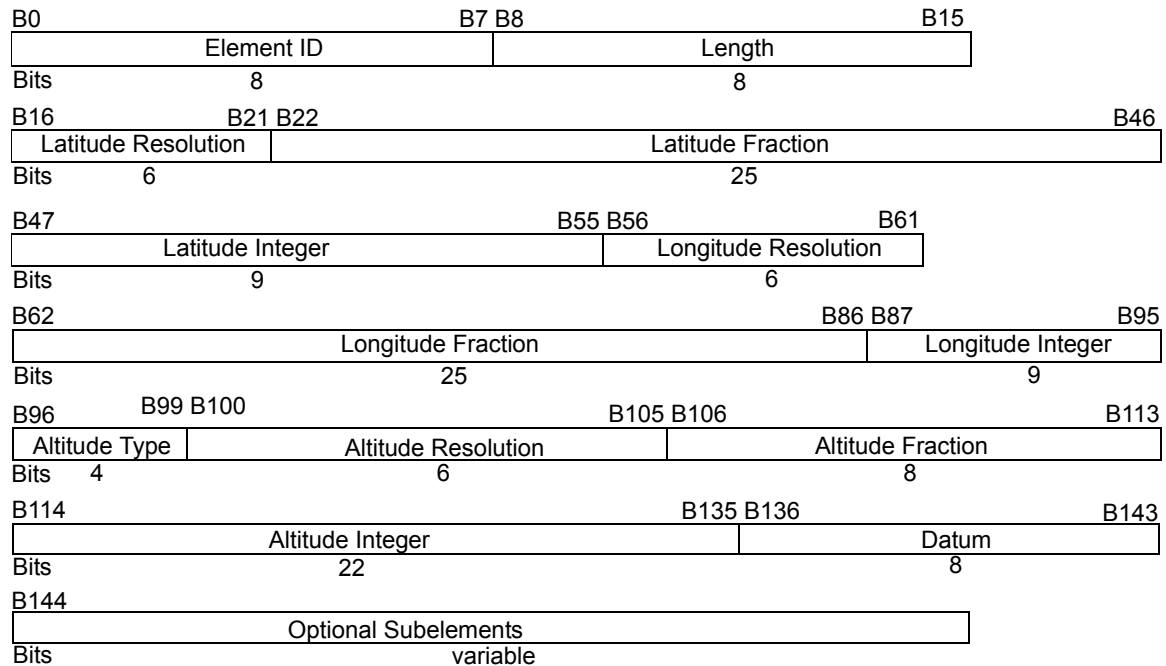 B0 B7 B8 B15
Element ID Length
Bits 8 8
B16 B21 B22 B46
Latitude Resolution Latitude Fraction
Bits 6 25
B47 B55 B56 B61
Latitude Integer Longitude Resolution
Bits 9 6
B62 B86 B87 B95
Longitude Fraction Longitude Integer
Bits 25 9
B96 B99 B100 B105 B106 B113
Altitude Type Altitude Resolution Altitude Fraction
Bits 4 6 8
B114 B135 B136 B143
Altitude Integer Datum
Bits 22 8
B144
Optional Subelements
Bits variable